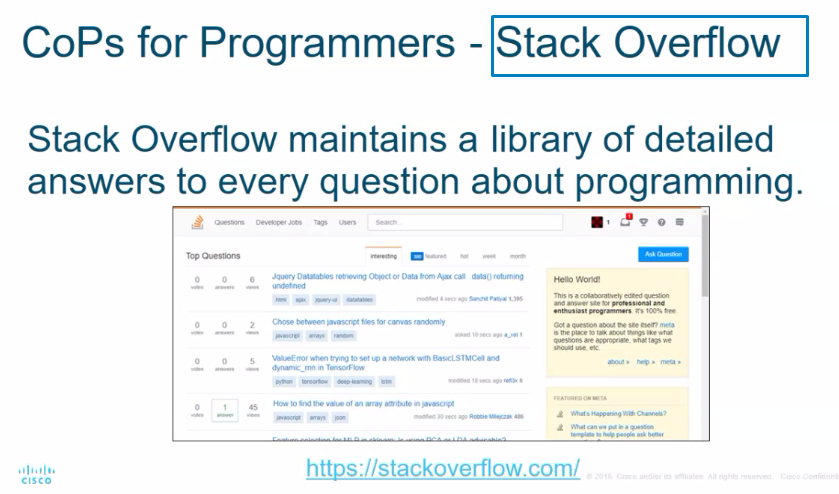 CoPs for Programmers - Stack Overflow
Stack Overflow maintains a library of detailed
answers to every question about programming.
Questions Developer Jobs Tags Users Search... 1 1
Top Questions interesting featured hot week month Ask Question
0 votes 0 answers 6 views
Jquery Datatables retrieving Object or Data from Ajax call .data() returning
undefined
html ajax jquery-ui datatables modified 4 secs ago Sanchit Patiyal 1,395
0 votes 0 answers 2 views
Chose between javascript files for canvas randomly
javascript arrays random asked 18 secs ago a_val 1
0 votes 0 answers 5 views
ValueError when trying to set up a network with BasicLSTMCell and
dynamic_rnn in TensorFlow
python tensorflow deep-learning lstm modified 18 secs ago 6
0 votes 1 answer 45 views
How to find the value of an array attribute in javascript
javascript arrays json modified 30 secs ago Robbie Milejczak
Feature selection for MLP in sklearn: Is using PCA or LDA advisable?
Hello World!
This is a collaboratively edited question
and answer site for professional and
enthusiast programmers. It's 100% free.
Got a question about the site itself? meta
is the place to talk about things like what
questions are appropriate, what tags we
should use, etc.
about » help » meta »
FEATURED ON META
What's Happening With Channels?
What can we put in a question
template to help people ask better
https://stackoverflow.com/
CISCO
© 2016 Cisco and/or its affiliates. All rights reserved. Cisco Confidential